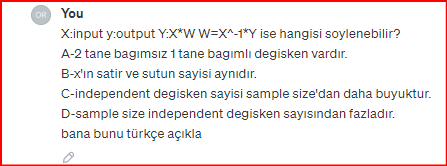 OR You
X:input y:output Y:X*W W=X^-1*Y ise hangisi soylenebilir?
A-2 tane bagımsız 1 tane bagımlı degisken vardır.
B-x'ın satir ve sutun sayisi aynıdır.
C-independent degisken sayisi sample size'dan daha buyuktur.
D-sample size independent degisken sayısından fazladır.
bana bunu türkçe açıkla